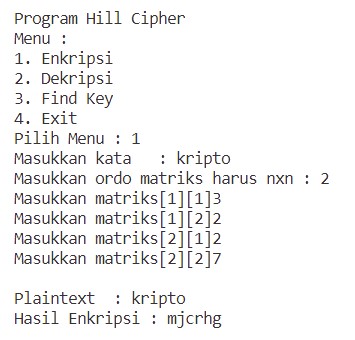 Program Hill Cipher
Menu :
1. Enkripsi
2. Dekripsi
3. Find Key
4. Exit
Pilih Menu : 1
Masukkan kata   : kripto
Masukkan ordo matriks harus nxn : 2
Masukkan matriks[1][1]3
Masukkan matriks[1][2]2
Masukkan matriks[2][1]2
Masukkan matriks[2][2]7

Plaintext  : kripto
Hasil Enkripsi : mjcrhg